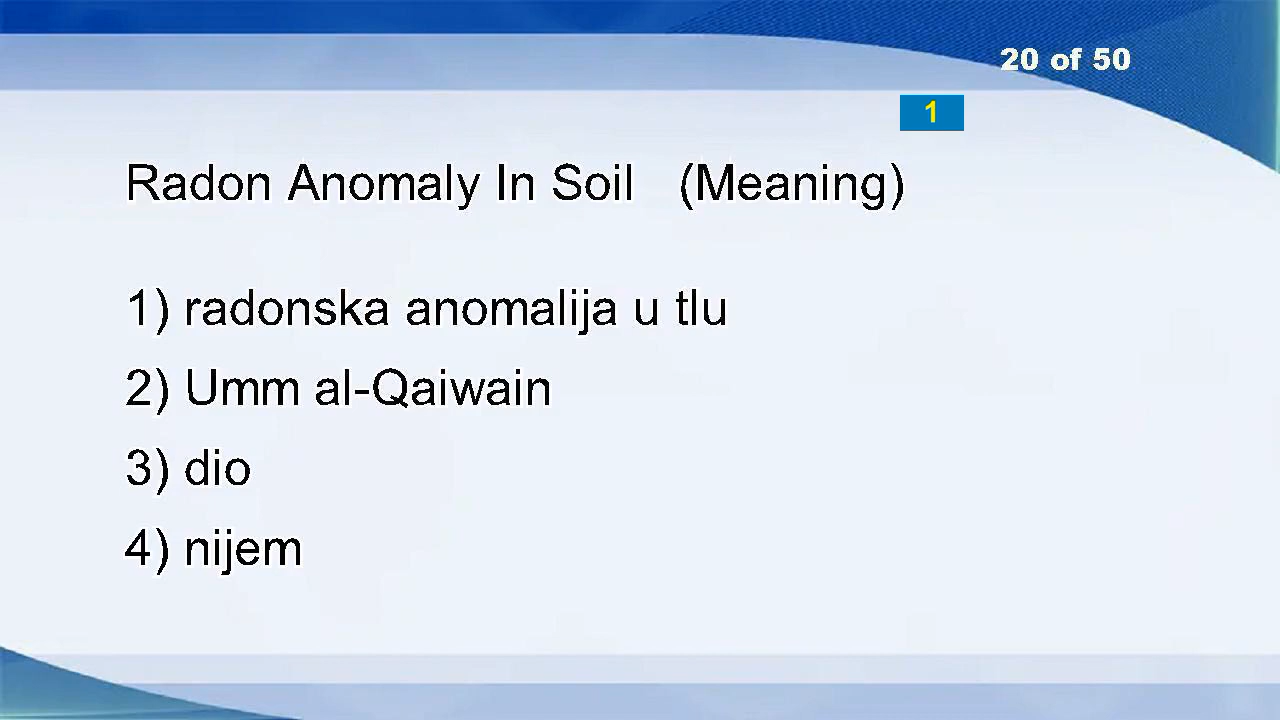 20 of 50
1
Radon Anomaly In Soil (Meaning)
1) radonska anomalija u tlu
2) Umm al-Qaiwain
3) dio
4) nijem